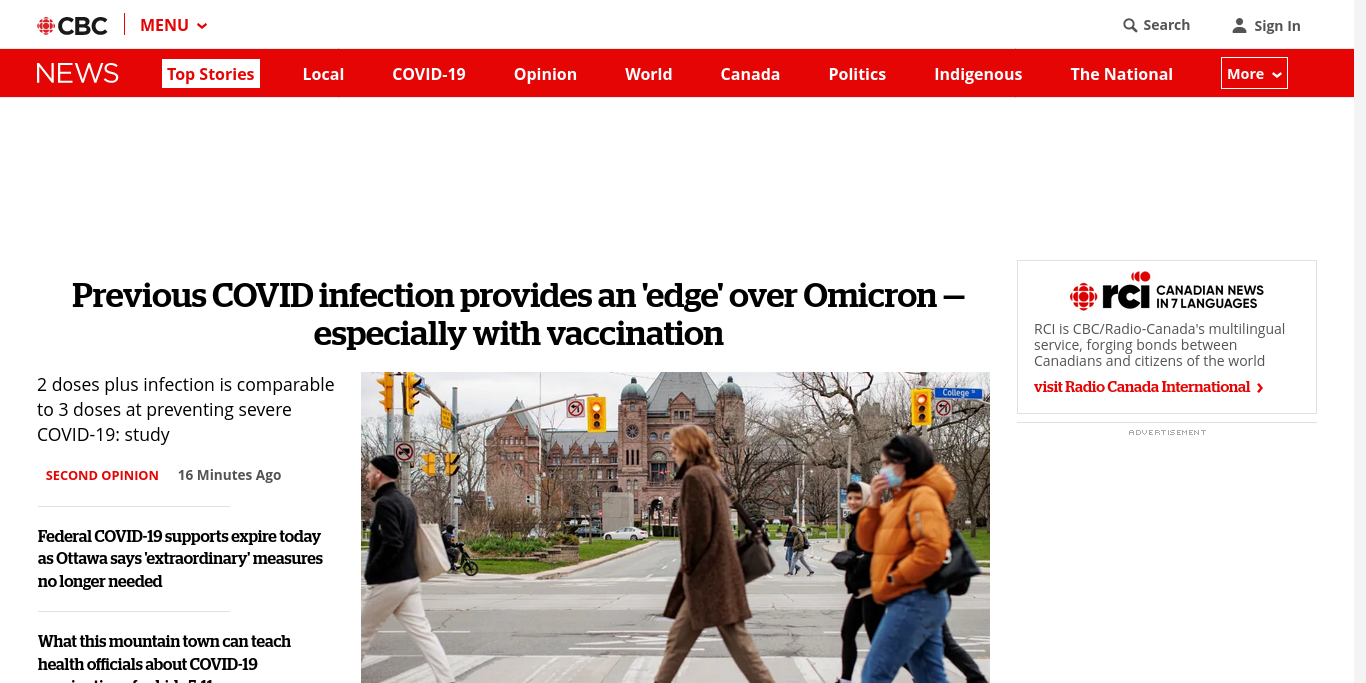 CBC
MENU
Search
Sign In
NEWS
Top Stories
Local
COVID-19
Opinion
World
Canada
Politics
Indigenous
The National
More
Previous COVID infection provides an 'edge' over Omicron —
especially with vaccination
2 doses plus infection is comparable
to 3 doses at preventing severe
COVID-19: study
SECOND OPINION
16 Minutes Ago
Federal COVID-19 supports expire today
as Ottawa says 'extraordinary' measures
no longer needed
What this mountain town can teach
health officials about COVID-19
College
rci
CANADIAN NEWS
IN 7 LANGUAGES
RCI is CBC/Radio-Canada's multilingual
service, forging bonds between
Canadians and citizens of the world
visit Radio Canada International
ADVERTISEMENT